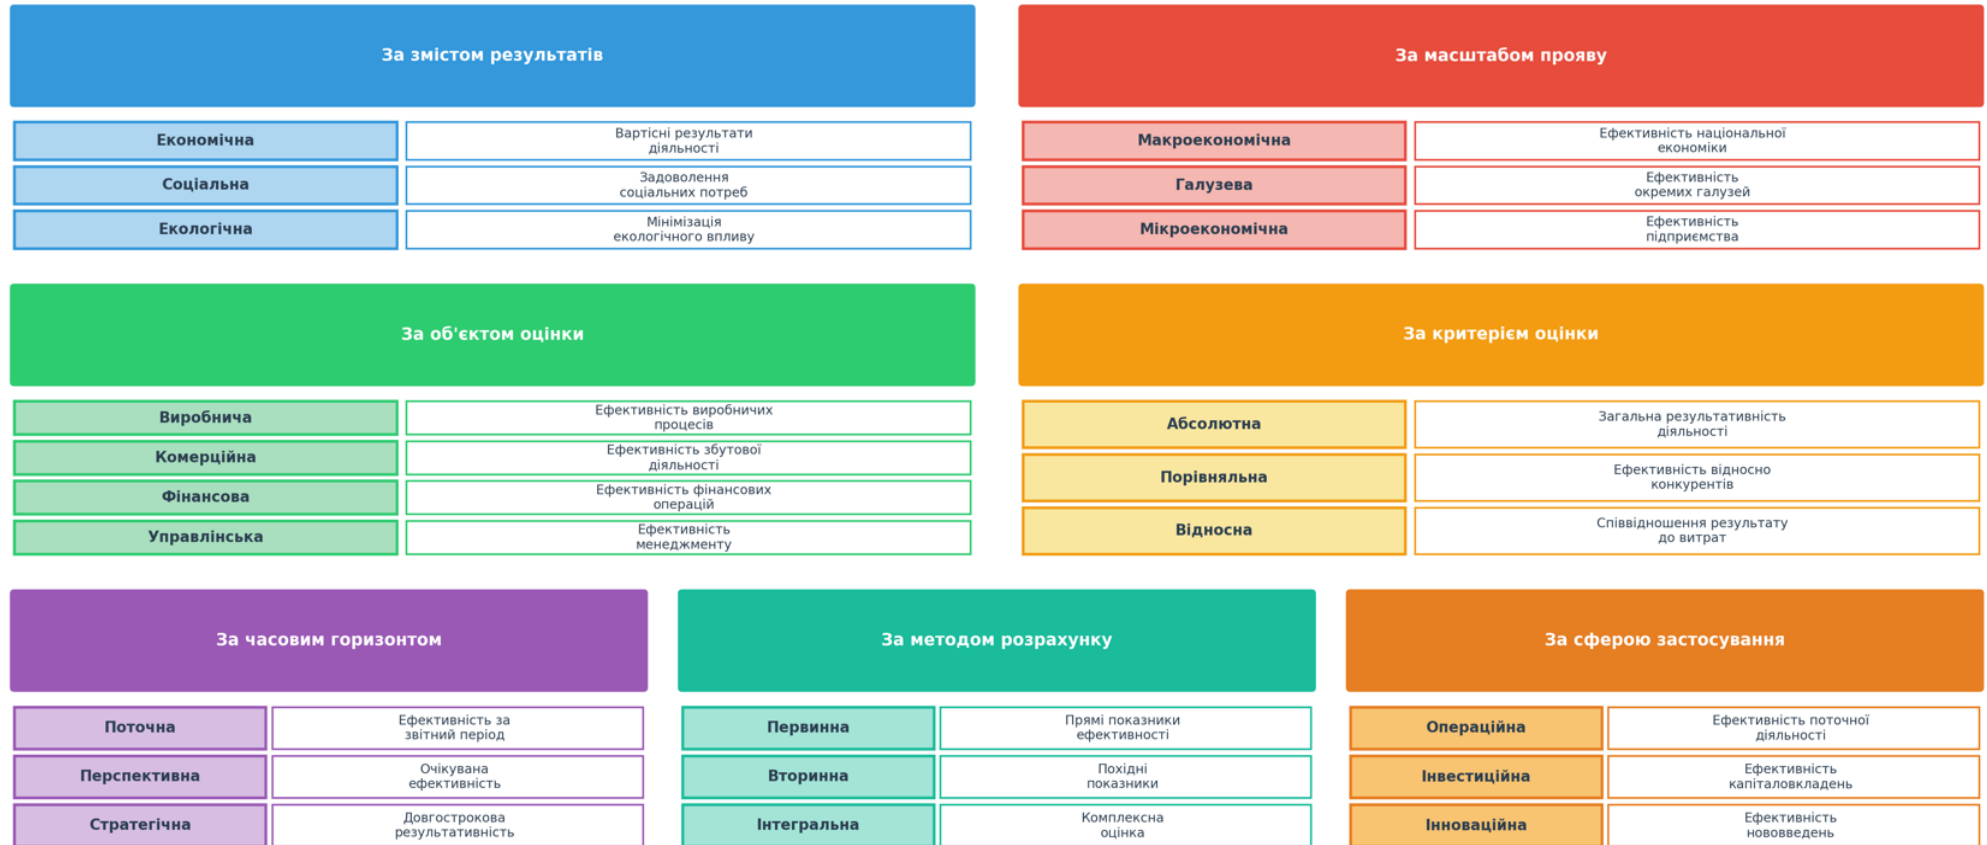 За змістом результатів
Економічна
Вартісні результати
діяльності
Соціальна
Задоволення
соціальних потреб
Екологічна
Мінімізація
екологічного впливу
За масштабом прояву
Макроекономічна
Ефективність національної
економіки
Галузева
Ефективність
окремих галузей
Мікроекономічна
Ефективність
підприємства
За об'єктом оцінки
Виробнича
Ефективність виробничих
процесів
Комерційна
Ефективність збутової
діяльності
Фінансова
Ефективність фінансових
операцій
Управлінська
Ефективність
менеджменту
За критерієм оцінки
Абсолютна
Загальна результативність
діяльності
Порівняльна
Ефективність відносно
конкурентів
Відносна
Співвідношення результату
до витрат
За часовим горизонтом
Поточна
Ефективність за
звітний період
Перспективна
Очікувана
ефективність
Стратегічна
Довгострокова
результативність
За методом розрахунку
Первинна
Прямі показники
ефективності
Вторинна
Похідні
показники
Інтегральна
Комплексна
оцінка
За сферою застосування
Операційна
Ефективність поточної
діяльності
Інвестиційна
Ефективність
капіталовкладень
Інноваційна
Ефективність
нововведень